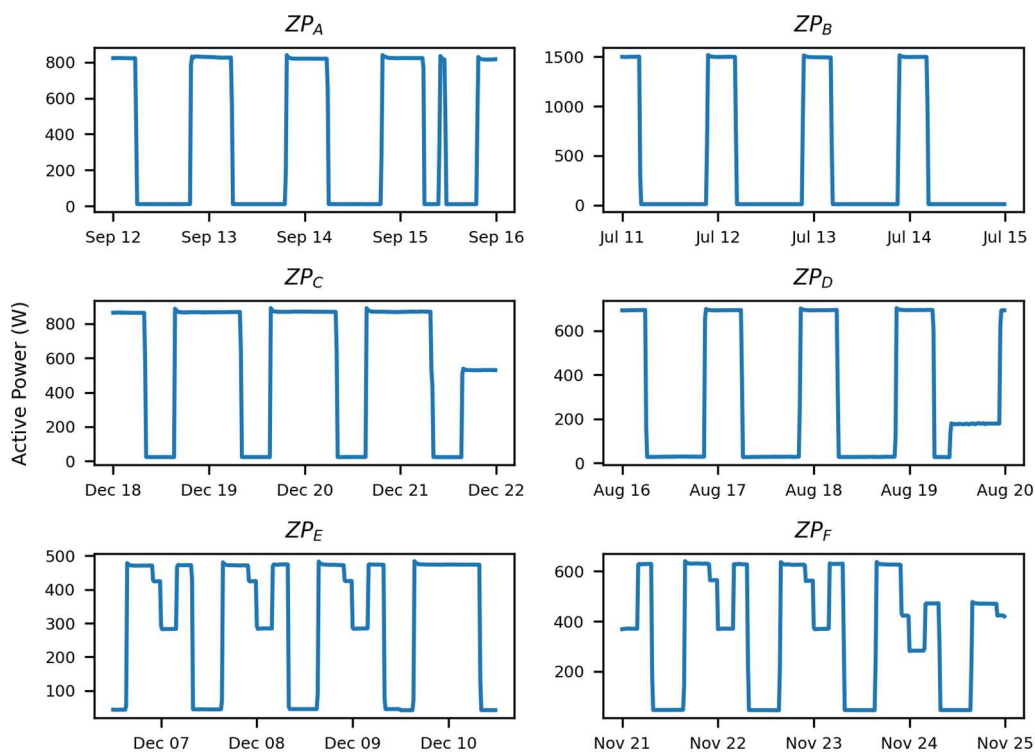 ZP_A
800
600
400
200
0
Sep 12 Sep 13 Sep 14 Sep 15 Sep 16
ZP_B
1500
1000
500
0
Jul 11 Jul 12 Jul 13 Jul 14 Jul 15
Active Power (W)
ZP_C
800
600
400
200
0
Dec 18 Dec 19 Dec 20 Dec 21 Dec 22
ZP_D
600
400
200
0
Aug 16 Aug 17 Aug 18 Aug 19 Aug 20
ZP_E
500
400
300
200
100
Dec 07 Dec 08 Dec 09 Dec 10
ZP_F
600
400
200
Nov 21 Nov 22 Nov 23 Nov 24 Nov 25